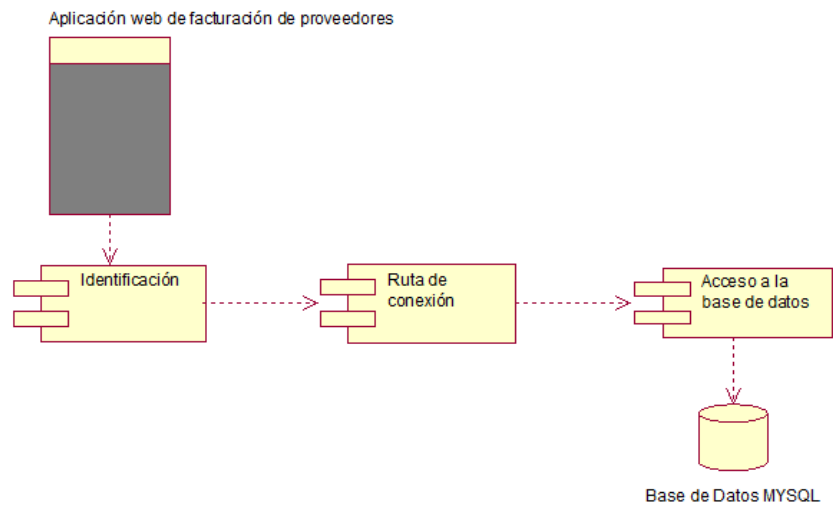 Aplicación web de facturación de proveedores
Identificación
Ruta de
conexión
Acceso a la
base de datos
Base de Datos MYSQL